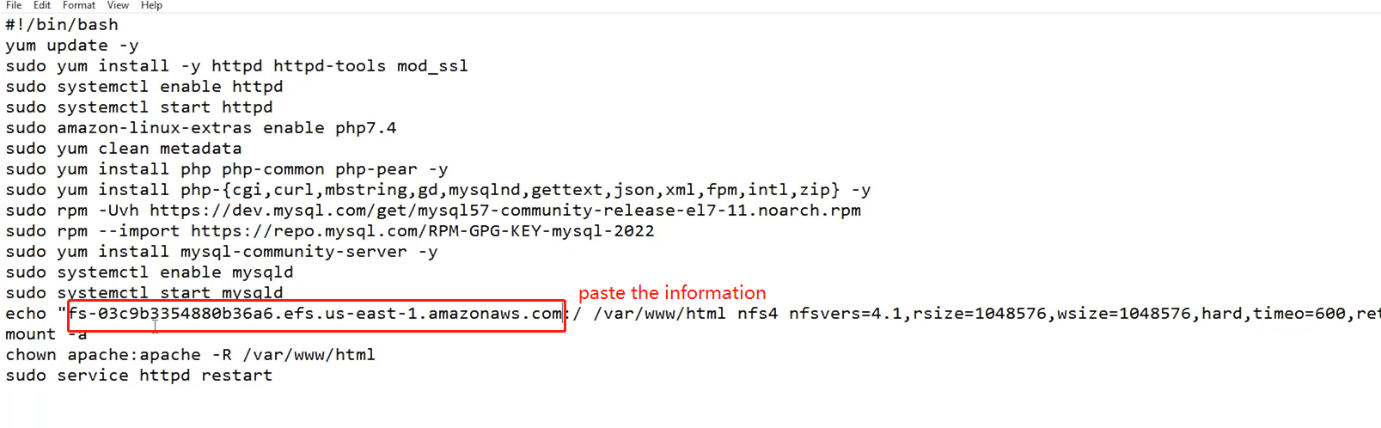 File Edit Format View Help
#!/bin/bash
yum update -y
sudo yum install -y httpd httpd-tools mod_ssl
sudo systemctl enable httpd
sudo systemctl start httpd
sudo amazon-linux-extras enable php7.4
sudo yum clean metadata
sudo yum install php php-common php-pear -y
sudo yum install php-{cgi,curl,mbstring,gd,mysqlnd,gettext,json,xml,fpm,intl,zip} -y
sudo rpm -Uvh https://dev.mysql.com/get/mysql57-community-release-el7-11.noarch.rpm
sudo rpm --import https://repo.mysql.com/RPM-GPG-KEY-mysql-2022
sudo yum install mysql-community-server -y
sudo systemctl enable mysqld
sudo systemctl start mysqld
paste the information
echo "fs-03c9b3354880b36a6.efs.us-east-1.amazonaws.com:/ /var/www/html nfs4 nfsvers=4.1,rsize=1048576,wsize=1048576,hard,timeo=600,ret
mount -a
chown apache:apache -R /var/www/html
sudo service httpd restart